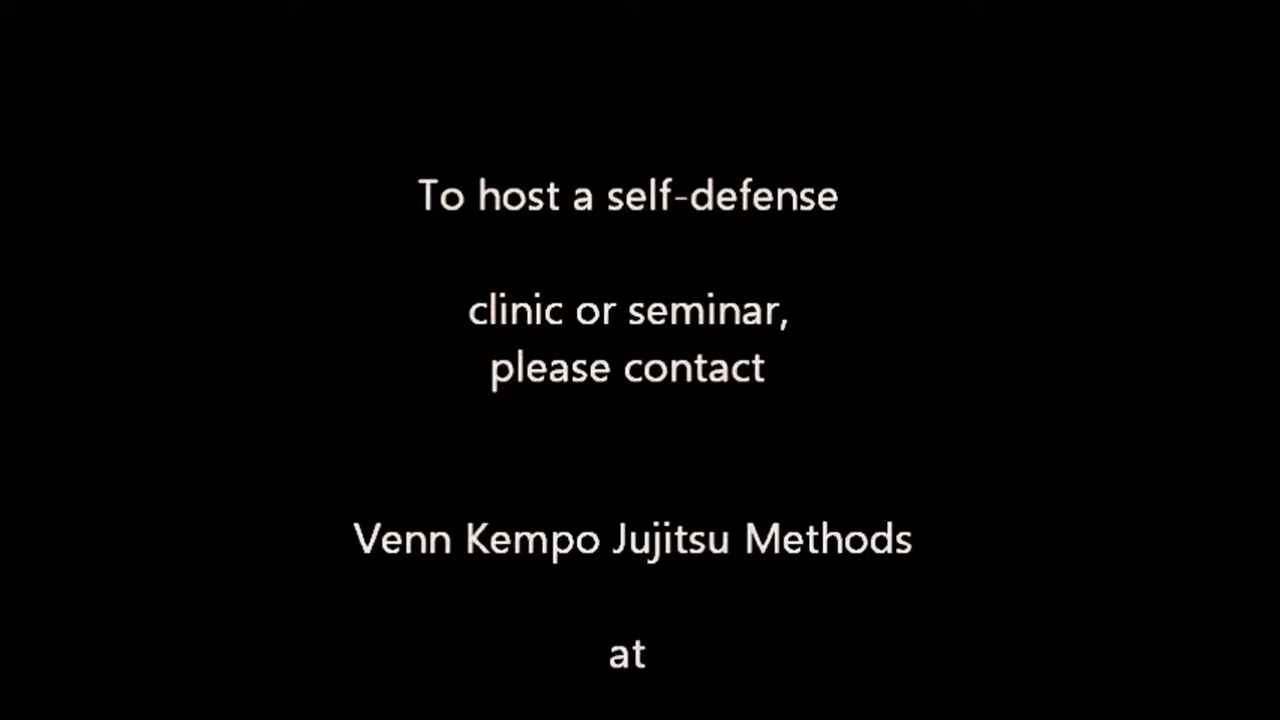 To host a self-defense
clinic or seminar,
please contact
Venn Kempo Jujitsu Methods
at